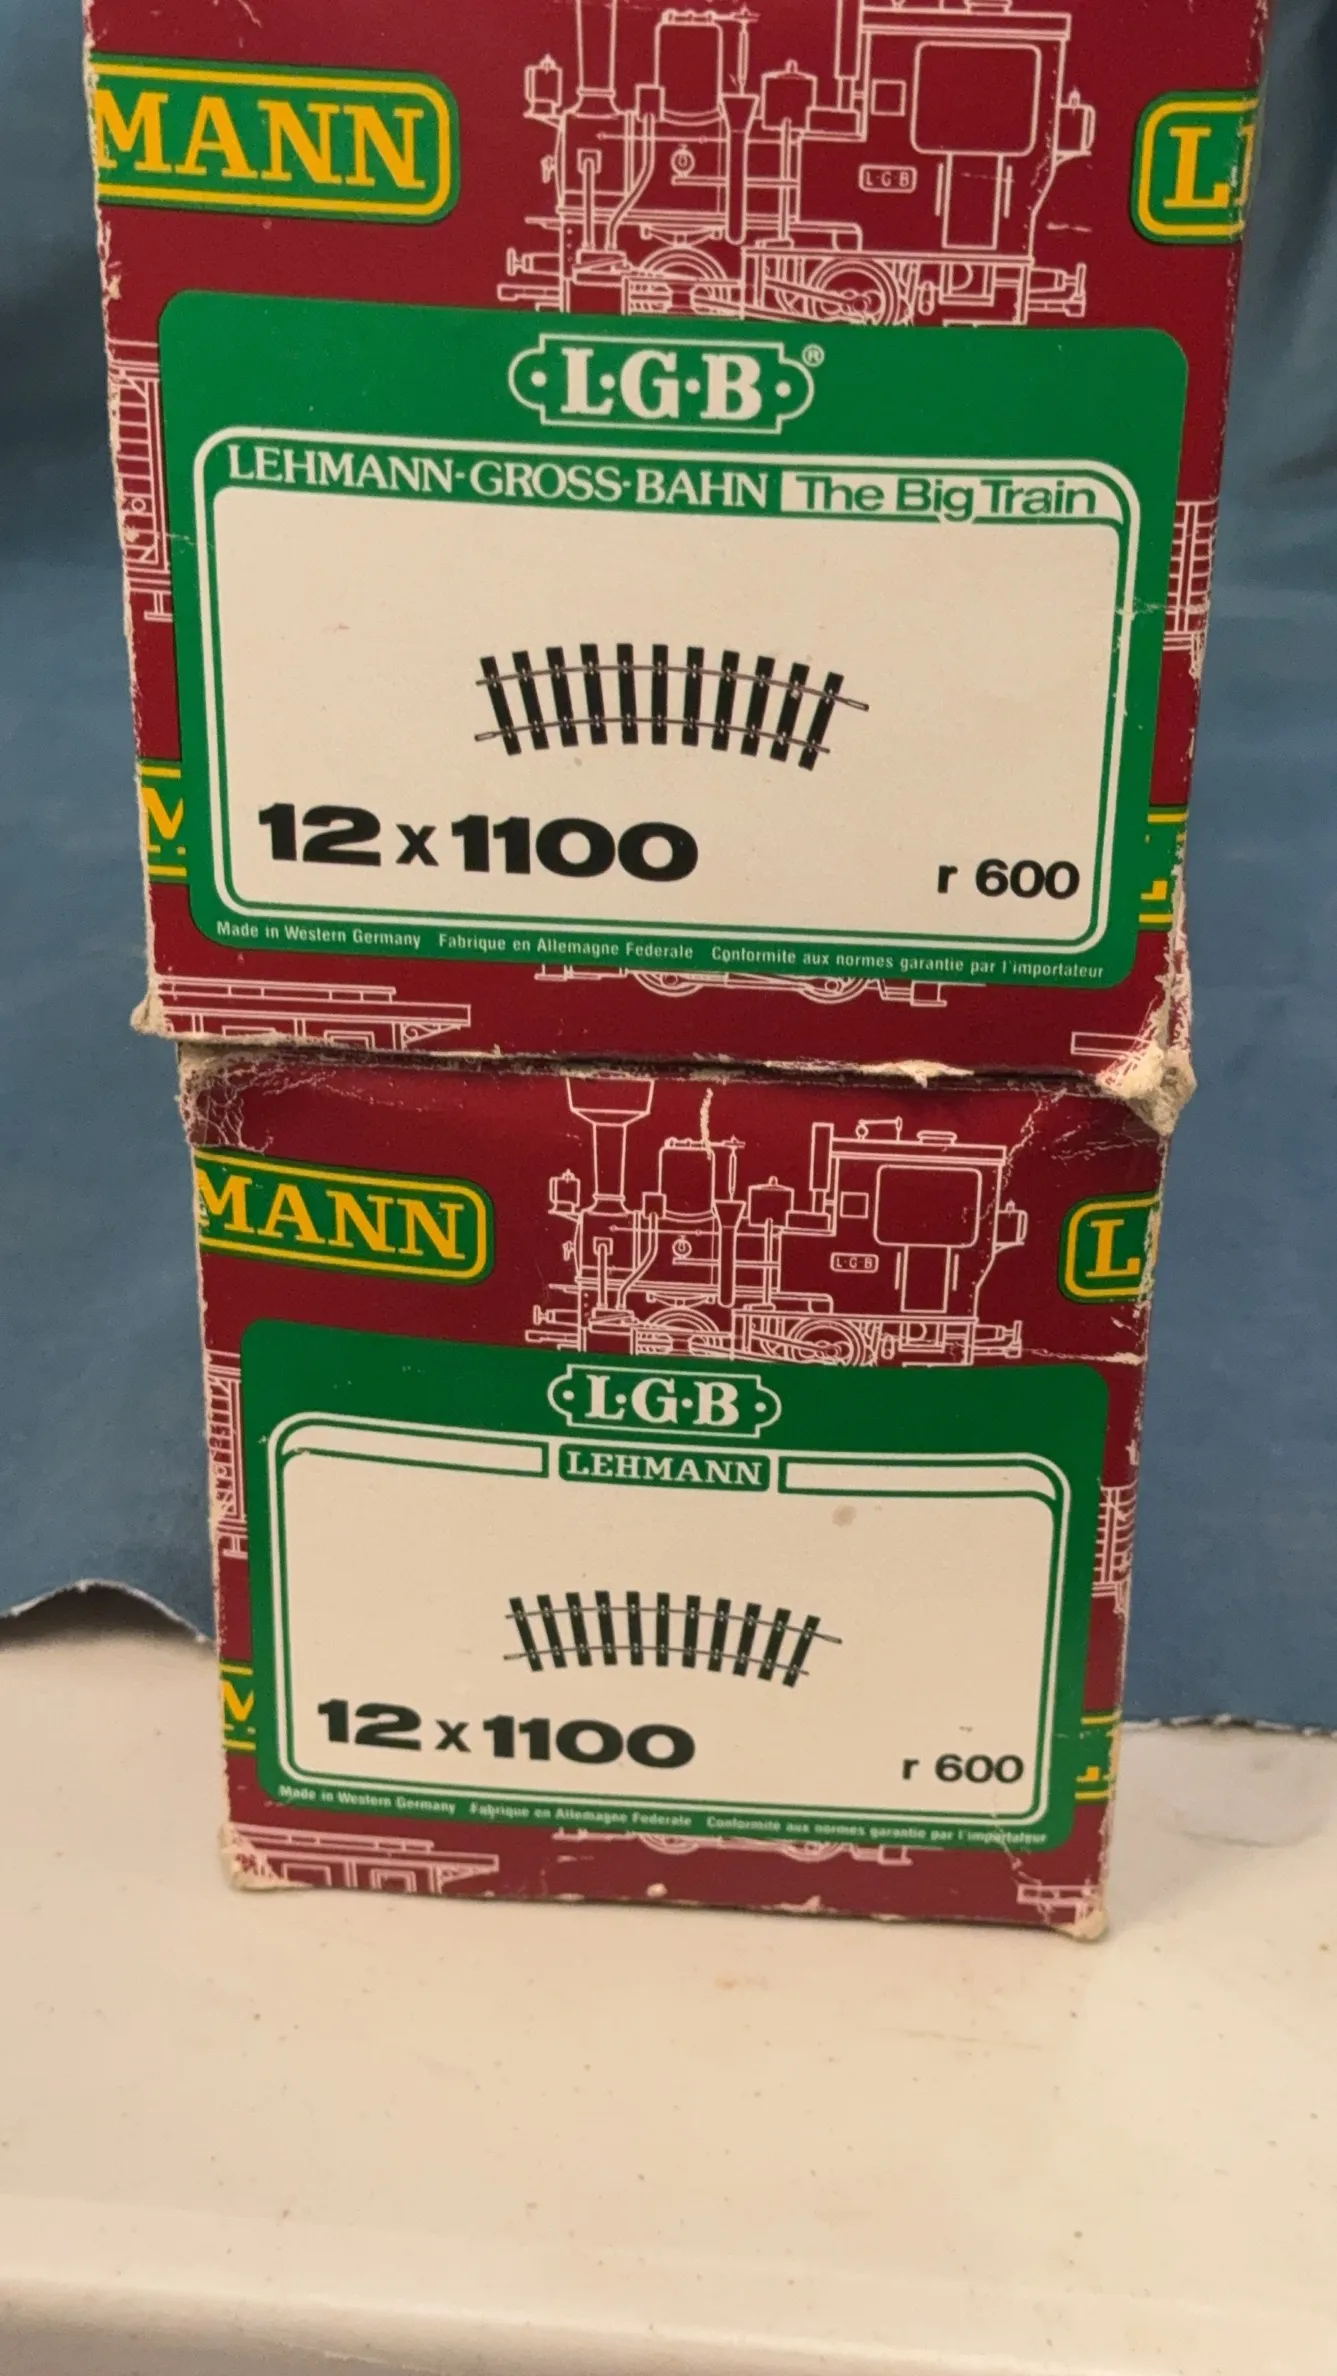 MANN
L·G·B
L
L·G·B®
LEHMANN-GROSS-BAHN The Big Train
12 x 1100
r 600
Made in Western Germany Fabrique en Allemagne Federale Conformite aux normes garantie par l'importateur
MANN
L·G·B
L
L·G·B
LEHMANN
12 x 1100
r 600
Made in Western Germany Fabrique en Allemagne Federale Conformite aux normes garantie par l'importateur